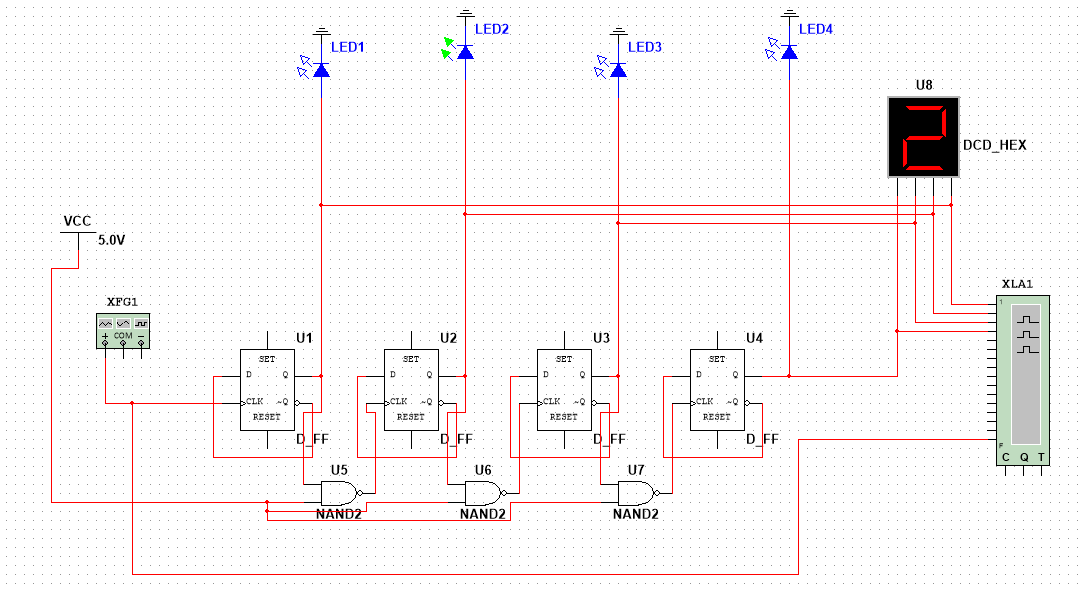 LED1
LED2
LED3
LED4
U8
DCD_HEX
VCC
5.0V
XFG1
COM
XLA1
1
F
C Q T
U1
SET
D Q
CLK ~Q
RESET
D_FF
U2
SET
D Q
CLK ~Q
RESET
D_FF
U3
SET
D Q
CLK ~Q
RESET
D_FF
U4
SET
D Q
CLK ~Q
RESET
D_FF
U5
NAND2
U6
NAND2
U7
NAND2
2
+ −